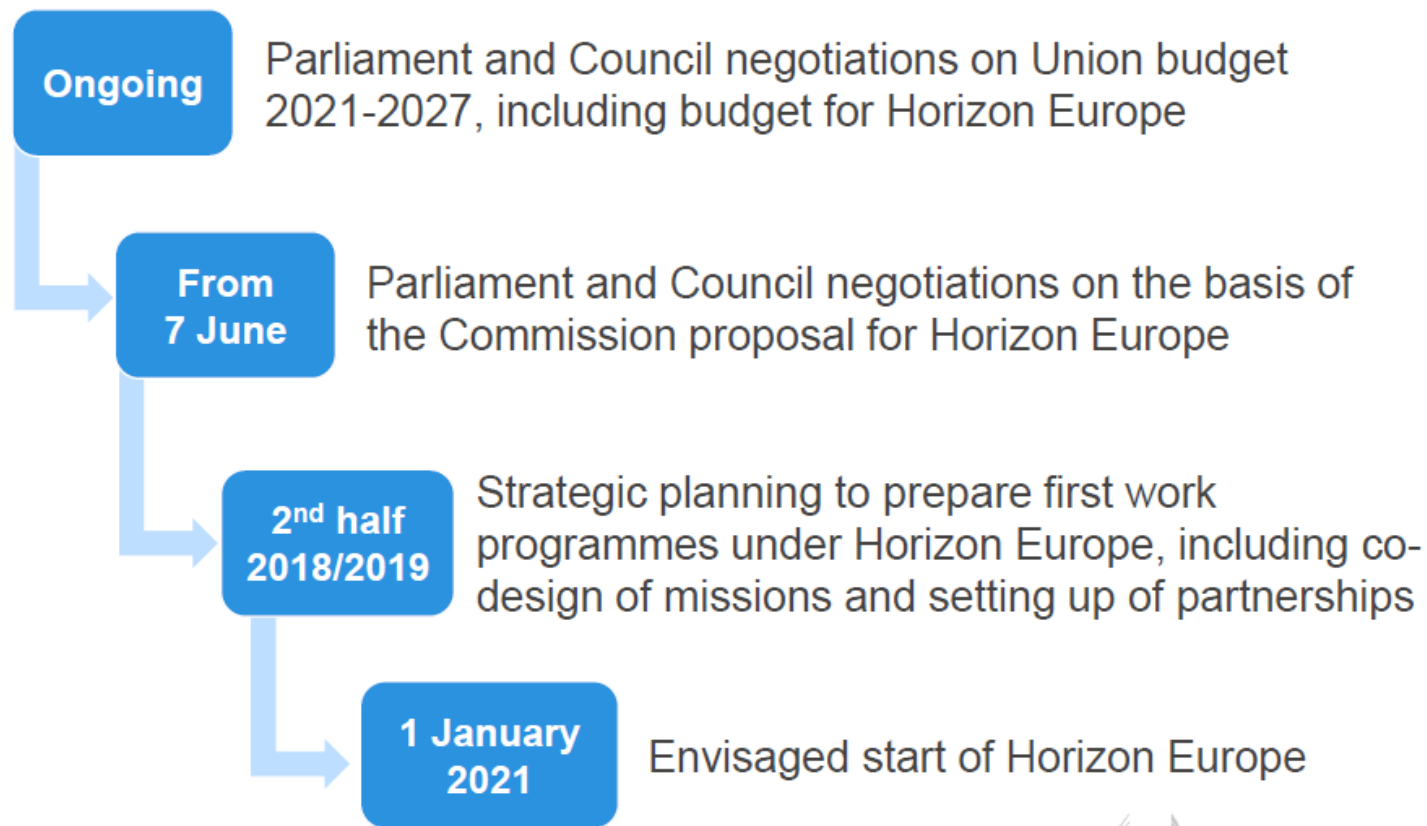 Ongoing
Parliament and Council negotiations on Union budget
2021-2027, including budget for Horizon Europe
From
7 June
Parliament and Council negotiations on the basis of
the Commission proposal for Horizon Europe
2nd half
2018/2019
Strategic planning to prepare first work
programmes under Horizon Europe, including co-
design of missions and setting up of partnerships
1 January
2021
Envisaged start of Horizon Europe